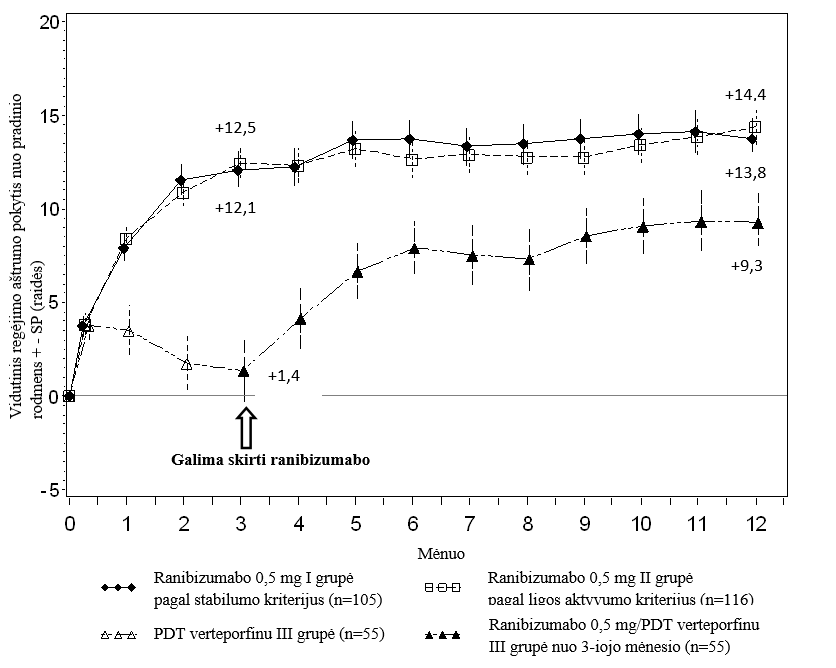 Vidutinis regėjimo aštrumo pokytis nuo pradinio
rodmens + - SP (raidės)
20
15
10
5
0
-5
+12,5
+12,1
+14,4
+13,8
+9,3
+1,4
Galima skirti ranibizumabo
0 1 2 3 4 5 6 7 8 9 10 11 12
Mėnuo
Ranibizumabo 0,5 mg I grupė
pagal stabilumo kriterijus (n=105)
Ranibizumabo 0,5 mg II grupė
pagal ligos aktyvumo kriterijus (n=116)
PDT verteporfinu III grupė (n=55)
Ranibizumabo 0,5 mg/PDT verteporfinu
III grupė nuo 3-iojo mėnesio (n=55)